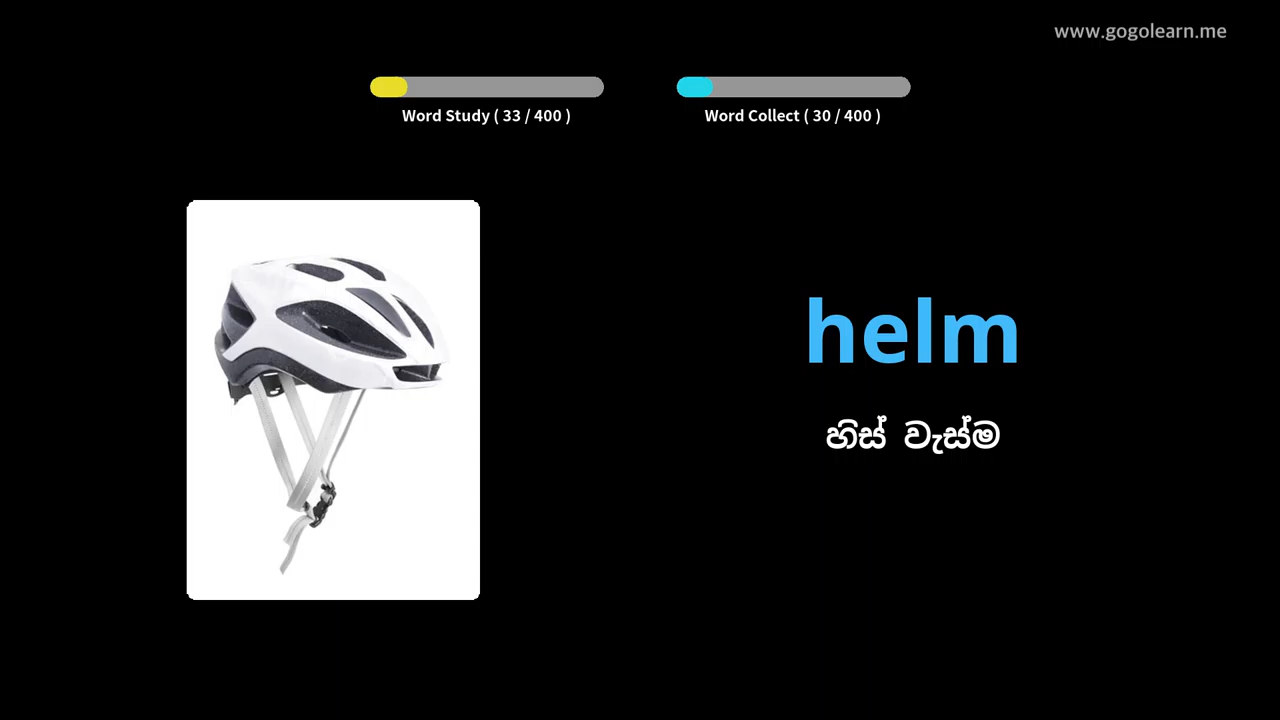 www.gogolearn.me
Word Study ( 33 / 400 )
Word Collect ( 30 / 400 )
helm
හිස් වැස්ම